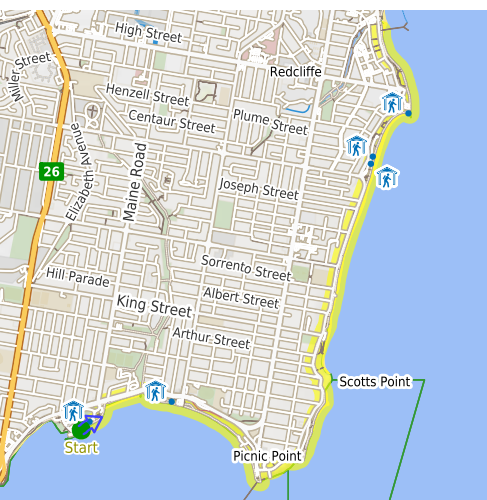 High Street
Miller Street
Redcliffe
Henzell Street
Centaur Street
Plume Street
26
Elizabeth Avenue
Maine Road
Joseph Street
Sorrento Street
Hill Parade
King Street
Albert Street
Arthur Street
Scotts Point
Start
Picnic Point